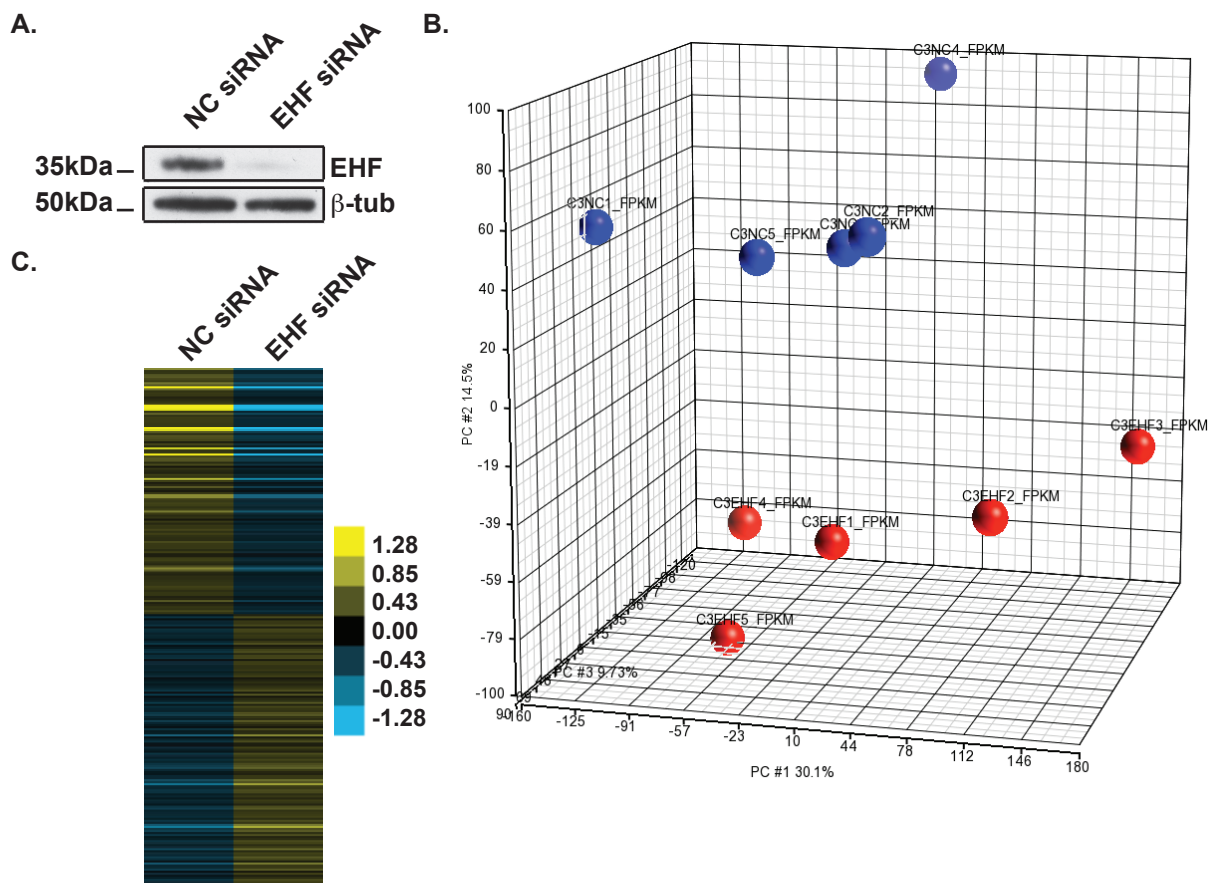 A.
NC siRNA
EHF siRNA
35kDa
EHF
50kDa
β-tub
C.
NC siRNA
EHF siRNA
1.28
0.85
0.43
0.00
-0.43
-0.85
-1.28
B.
C3NC4_FPKM
C3NC1_FPKM
C3NC2_FPKM
C3NC5_FPKM
C3EHF3_FPKM
C3EHF4_FPKM
C3EHF2_FPKM
C3EHF1_FPKM
C3EHF5_FPKM
100
80
60
40
20
0
-19
-39
-59
-79
-100
PC #2 14.5%
-120
-98
PC #3 9.73%
90
-160
-125
-91
-57
-23
10
44
78
112
146
180
PC #1 30.1%